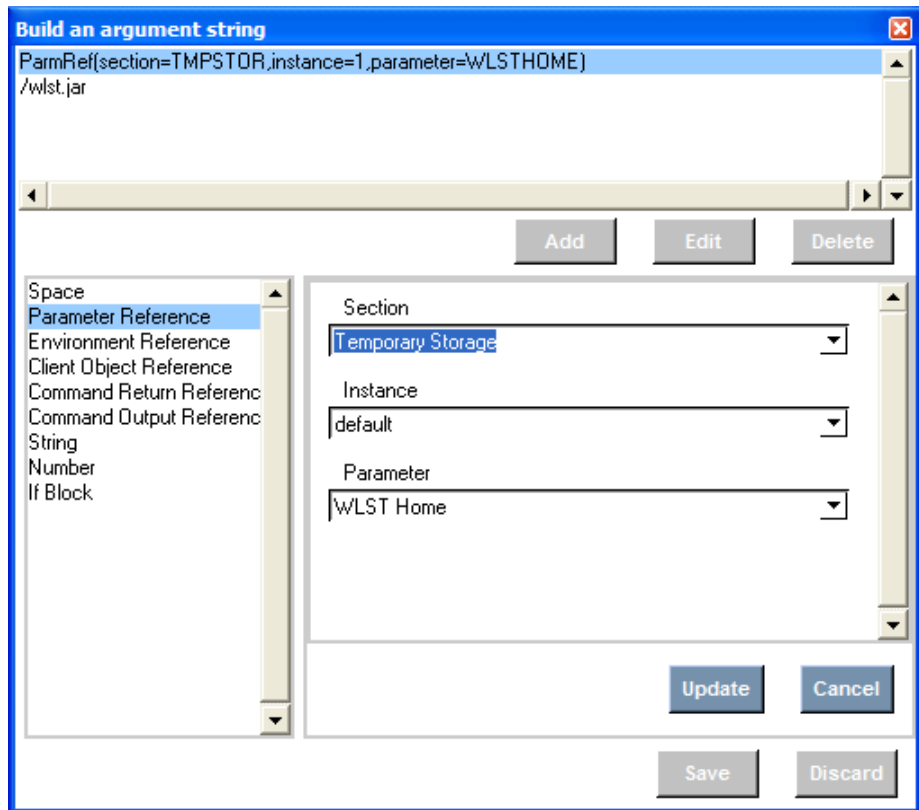 Build an argument string
ParmRef(section=TMPSTOR,instance=1,parameter=WLSTHOME)
/wlst.jar
Add Edit Delete
Space
Parameter Reference
Environment Reference
Client Object Reference
Command Return Referenc
Command Output Referenc
String
Number
If Block
Section
Temporary Storage
Instance
default
Parameter
WLST Home
Update Cancel
Save Discard